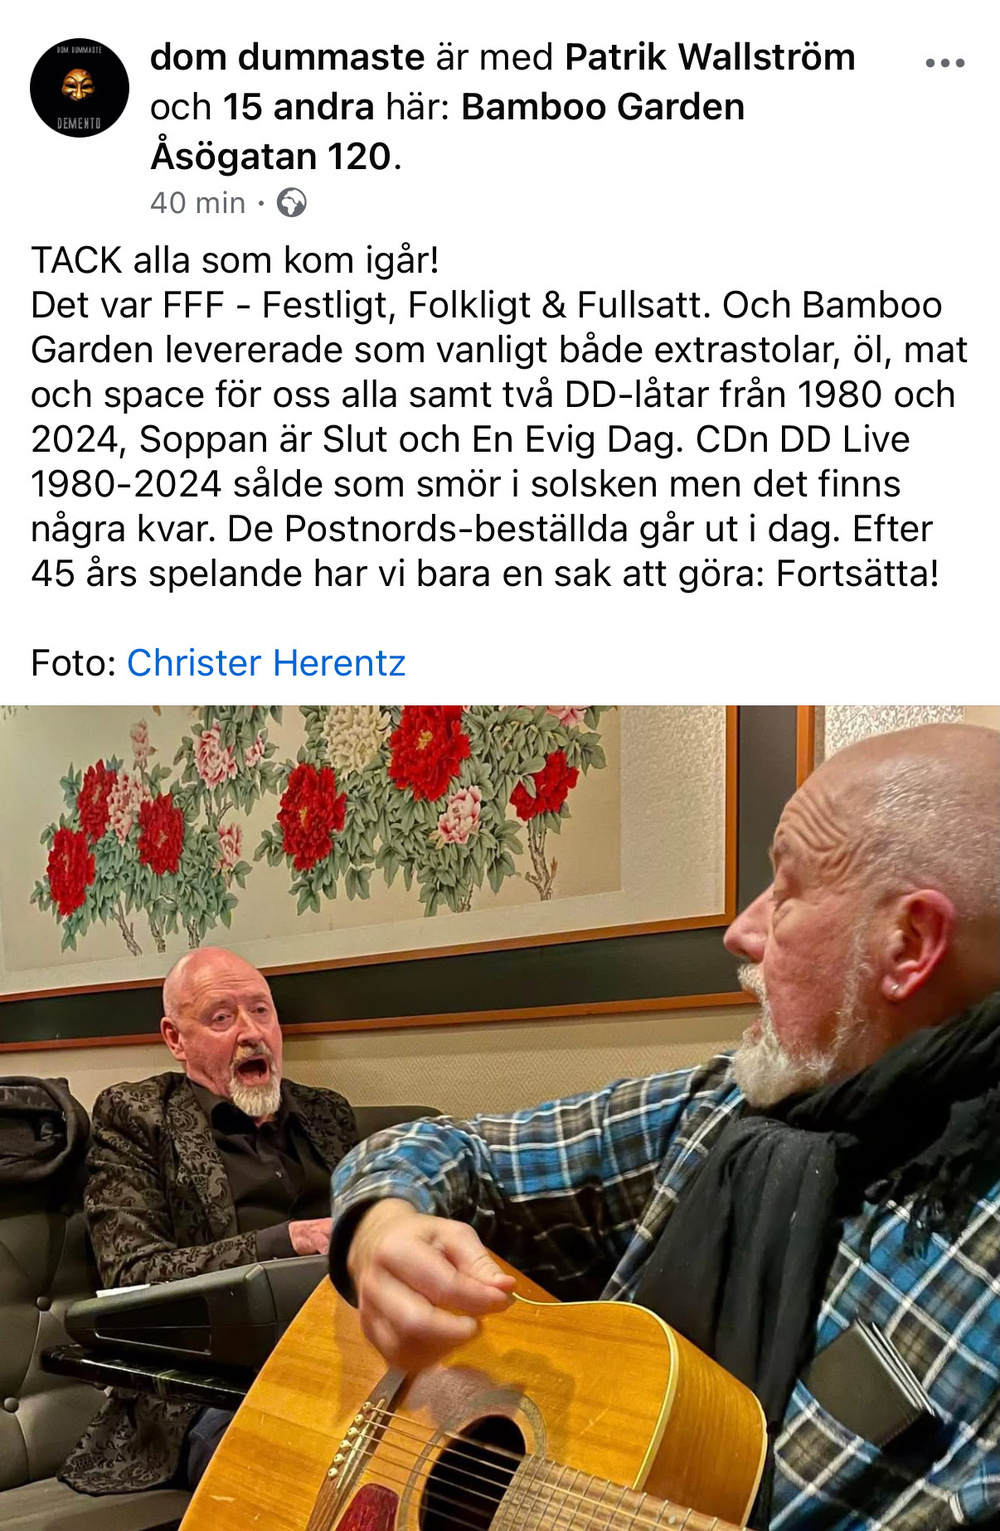 DOM DUMMASTE
DEMENTO
dom dummaste är med Patrik Wallström
och 15 andra här: Bamboo Garden
Åsögatan 120.
40 min ·
TACK alla som kom igår!
Det var FFF - Festligt, Folkligt & Fullsatt. Och Bamboo
Garden levererade som vanligt både extrastolar, öl, mat
och space för oss alla samt två DD-låtar från 1980 och
2024, Soppan är Slut och En Evig Dag. CDn DD Live
1980-2024 sålde som smör i solsken men det finns
några kvar. De Postnords-beställda går ut i dag. Efter
45 års spelande har vi bara en sak att göra: Fortsätta!
Foto: Christer Herentz